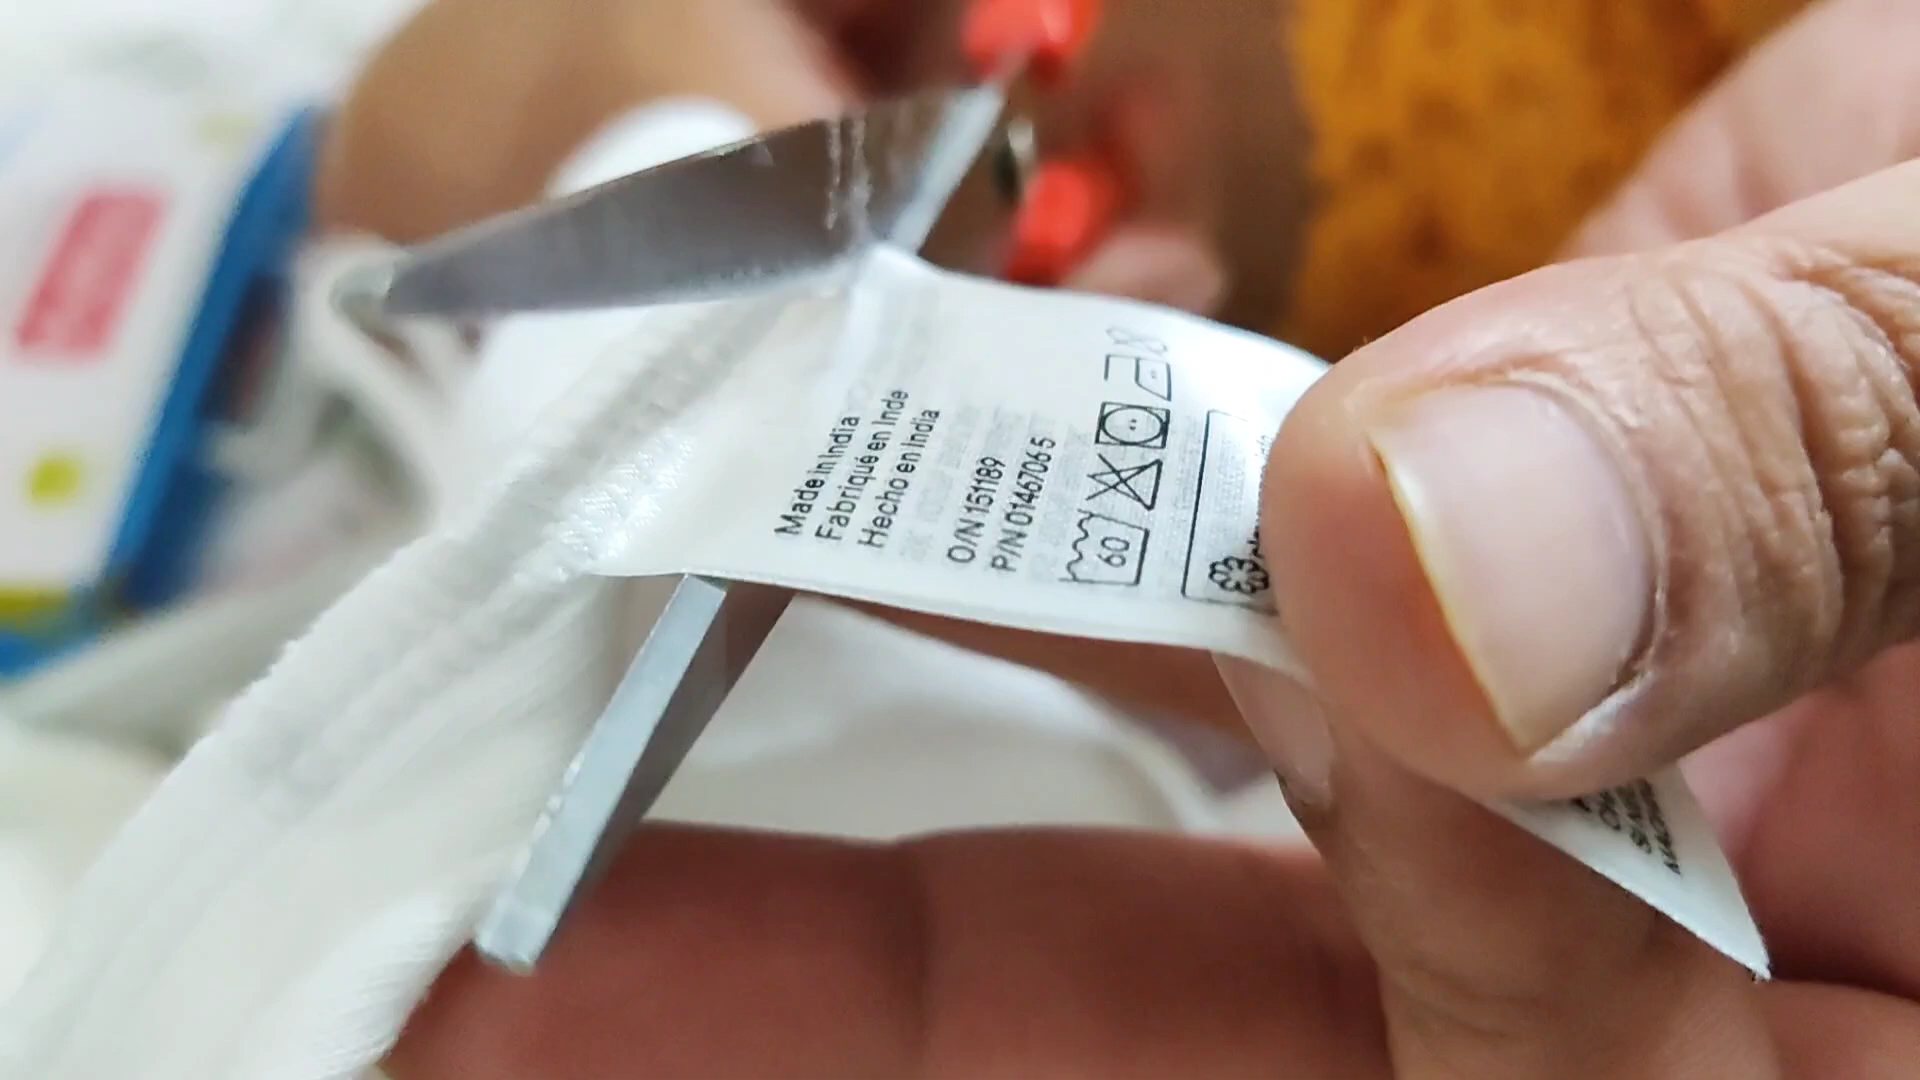 Made in India
Fabriqué en Inde
Hecho en India
O/N 151189
P/N 01467065
60